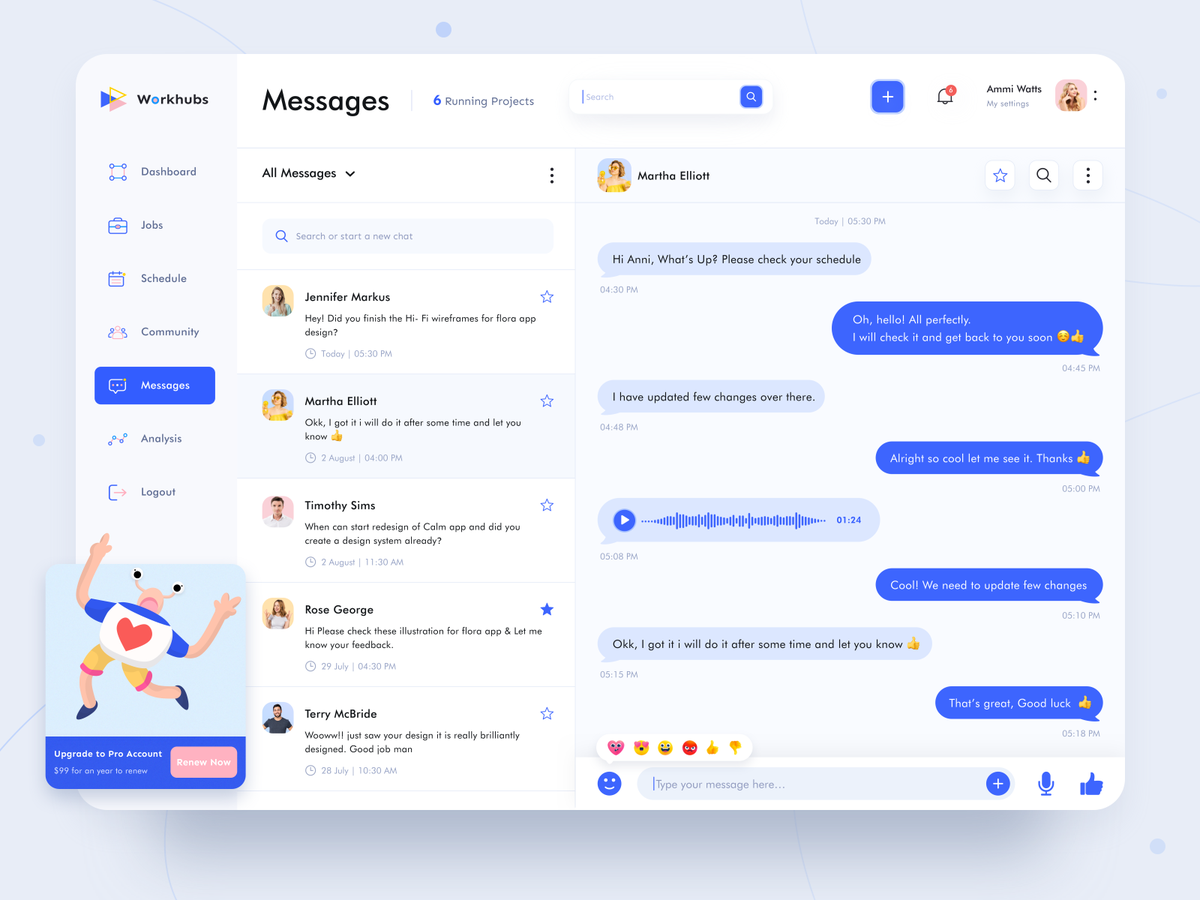 Workhubs
Messages
6 Running Projects
Search
6
Ammi Watts
My settings
Dashboard
Jobs
Schedule
Community
Messages
Analysis
Logout
Upgrade to Pro Account
$99 for an year to renew
Renew Now
All Messages
Search or start a new chat
Jennifer Markus
Hey! Did you finish the Hi- Fi wireframes for flora app
design?
Today | 05:30 PM
Martha Elliott
Okk, I got it i will do it after some time and let you
know 👍
2 August | 04:00 PM
Timothy Sims
When can start redesign of Calm app and did you
create a design system already?
2 August | 11:30 AM
Rose George
Hi Please check these illustration for flora app & Let me
know your feedback.
29 July | 04:30 PM
Terry McBride
Wooww!! just saw your design it is really brilliantly
designed. Good job man
28 July | 10:30 AM
Martha Elliott
Today | 05:30 PM
Hi Anni, What's Up? Please check your schedule
04:30 PM
Oh, hello! All perfectly.
I will check it and get back to you soon ☺️👍
04:45 PM
I have updated few changes over there.
04:48 PM
Alright so cool let me see it. Thanks 👍
05:00 PM
01:24
05:08 PM
Cool! We need to update few changes
05:10 PM
Okk, I got it i will do it after some time and let you know 👍
05:15 PM
That's great, Good luck 👍
05:18 PM
Type your message here...